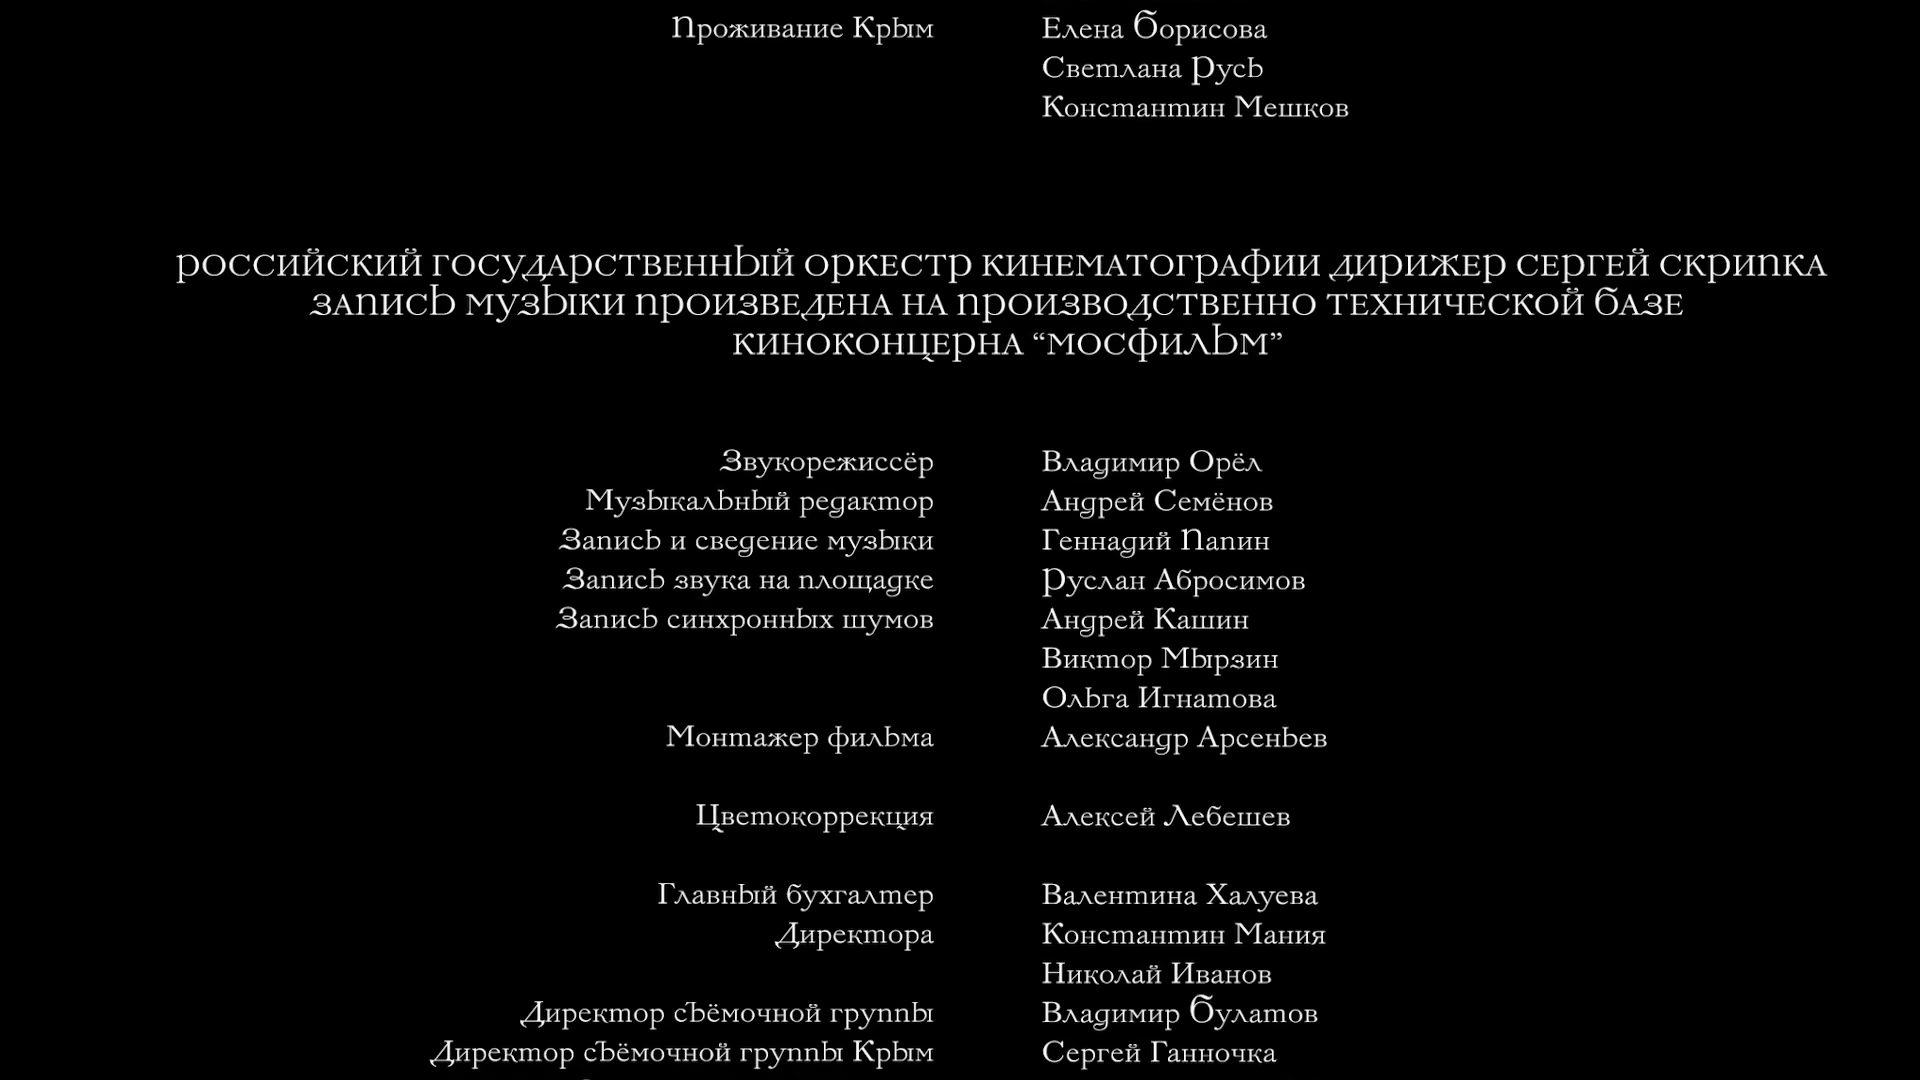 Проживание Крым Елена Борисова
Светлана Русь
Константин Мешков
РОССИЙСКИЙ ГОСУДАРСТВЕННЫЙ ОРКЕСТР КИНЕМАТОГРАФИИ ДИРИЖЕР СЕРГЕЙ СКРИПКА
ЗАПИСЬ МУЗЫКИ ПРОИЗВЕДЕНА НА ПРОИЗВОДСТВЕННО ТЕХНИЧЕСКОЙ БАЗЕ
КИНОКОНЦЕРНА “МОСФИЛЬМ”
Звукорежиссёр Владимир Орёл
Музыкальный редактор Андрей Семёнов
Запись и сведение музыки Геннадий Папин
Запись звука на площадке Руслан Абросимов
Запись синхронных шумов Андрей Кашин
Виктор Мырзин
Ольга Игнатова
Монтажер фильма Александр Арсеньев
Цветокоррекция Алексей Лебешев
Главный бухгалтер Валентина Халуева
Директора Константин Мания
Николай Иванов
Директор съёмочной группы Владимир Булатов
Директор съёмочной группы Крым Сергей Ганночка